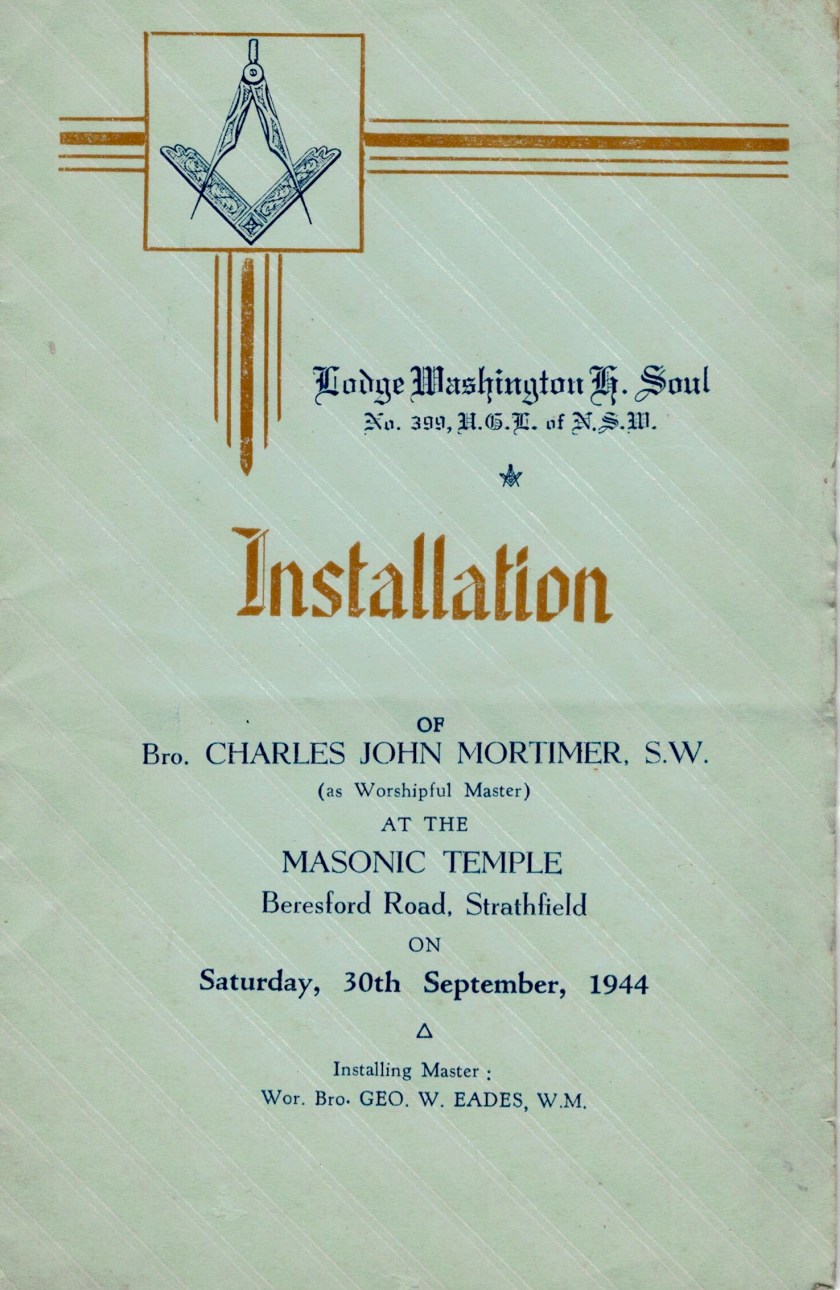 Lodge Washington H. Soul
No. 399, U.G.L. of N.S.W.
Installation
OF
Bro. CHARLES JOHN MORTIMER, S.W.
(as Worshipful Master)
AT THE
MASONIC TEMPLE
Beresford Road, Strathfield
ON
Saturday, 30th September, 1944
Installing Master :
Wor. Bro. GEO. W. EADES, W.M.